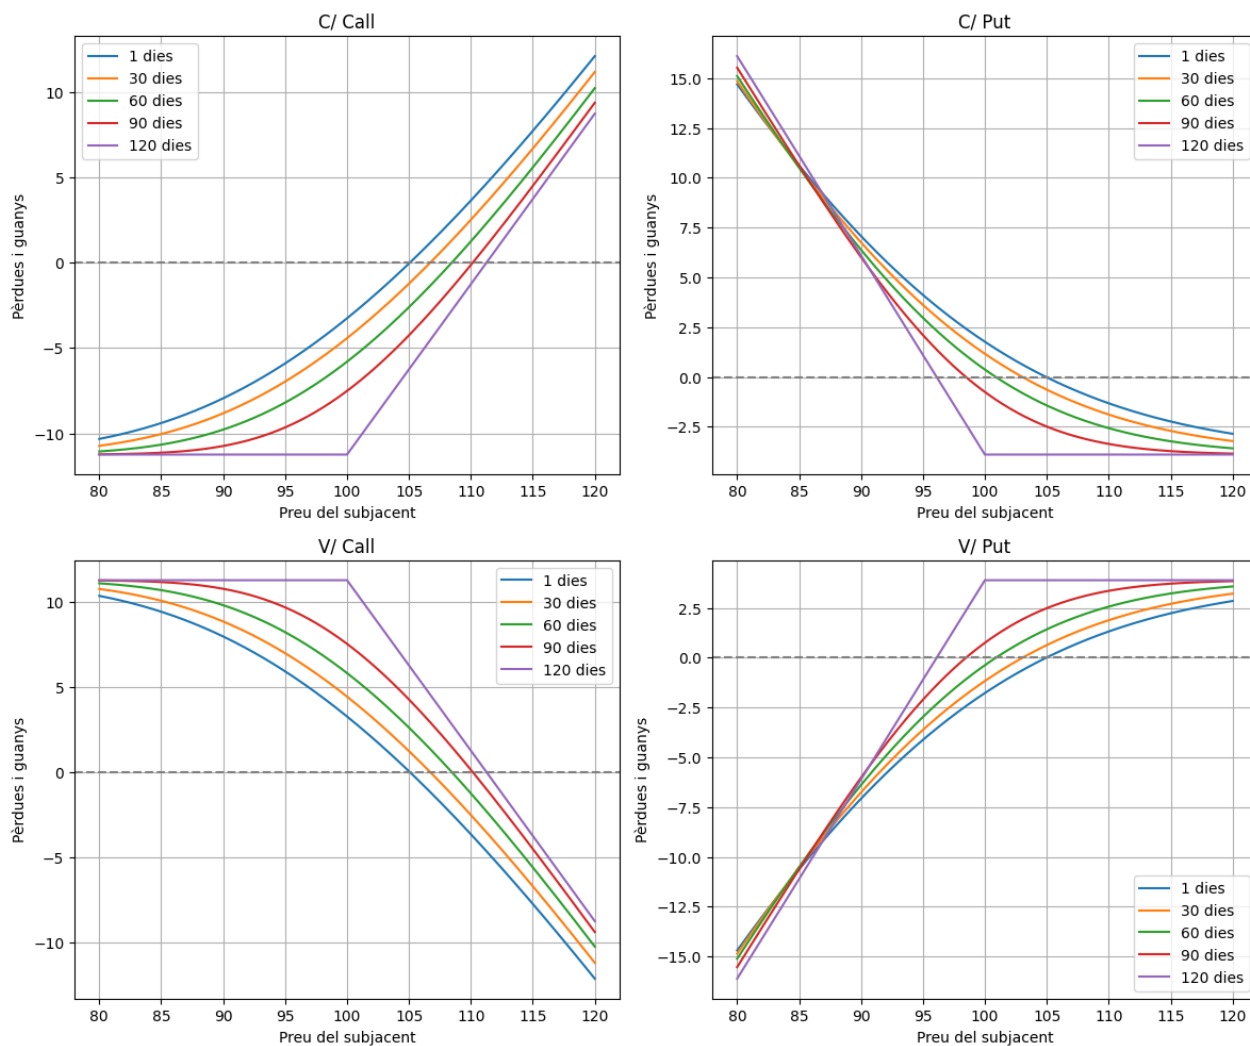 C/ Call
10
5
0
−5
−10
Pèrdues i guanys
1 dies
30 dies
60 dies
90 dies
120 dies
80 85 90 95 100 105 110 115 120
Preu del subjacent
C/ Put
15.0
12.5
10.0
7.5
5.0
2.5
0.0
−2.5
Pèrdues i guanys
1 dies
30 dies
60 dies
90 dies
120 dies
80 85 90 95 100 105 110 115 120
Preu del subjacent
V/ Call
10
5
0
−5
−10
Pèrdues i guanys
1 dies
30 dies
60 dies
90 dies
120 dies
80 85 90 95 100 105 110 115 120
Preu del subjacent
V/ Put
2.5
0.0
−2.5
−5.0
−7.5
−10.0
−12.5
−15.0
Pèrdues i guanys
1 dies
30 dies
60 dies
90 dies
120 dies
80 85 90 95 100 105 110 115 120
Preu del subjacent